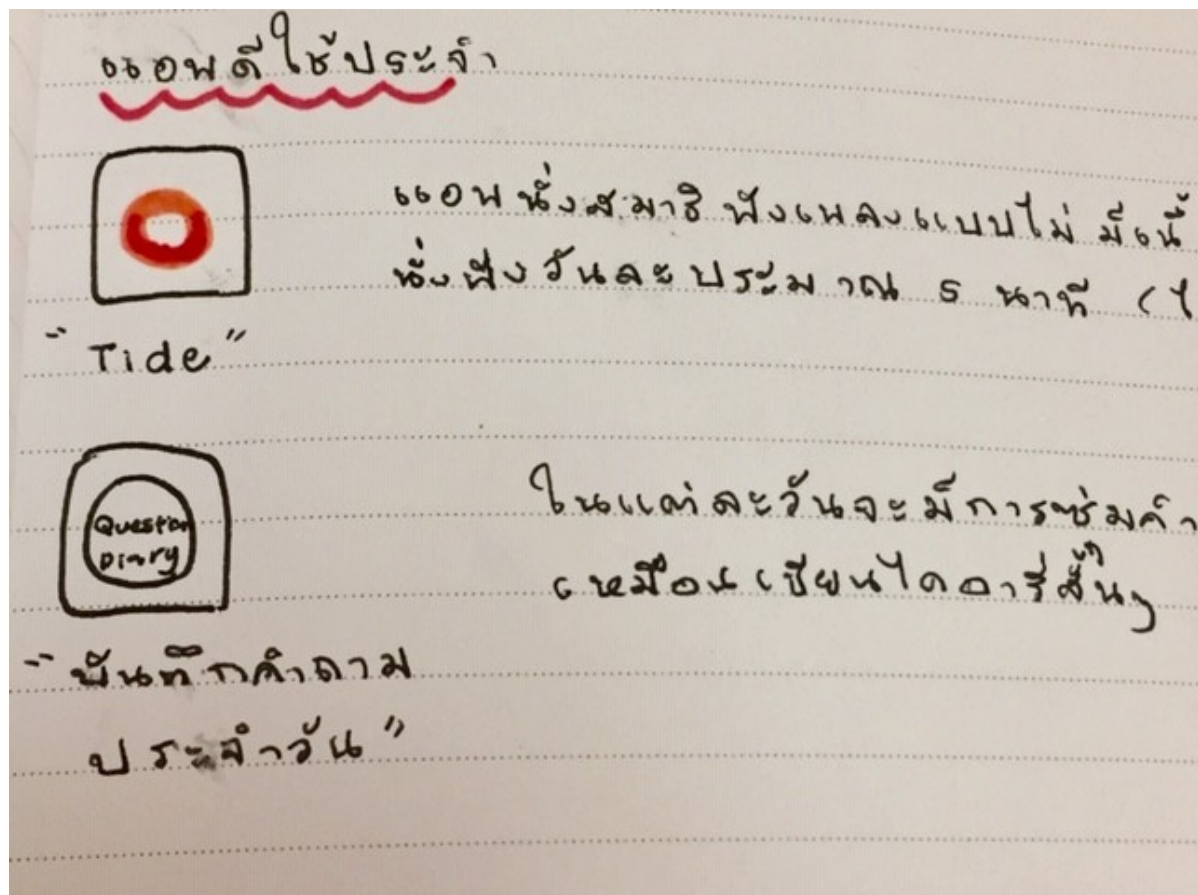 แอพดีใช้ประจำ
แอพนั่งสมาธิ ฟังเพลงแบบไม่มีเนื้
นั่งฟังวันละประมาณ 5 นาที (ไ
"Tide"
Question
Diary
ในแต่ละวันจะมีการสุ่มคำ
เหมือนเขียนไดอารี่สั้นๆ
"บันทึกคำถาม
ประจำวัน"